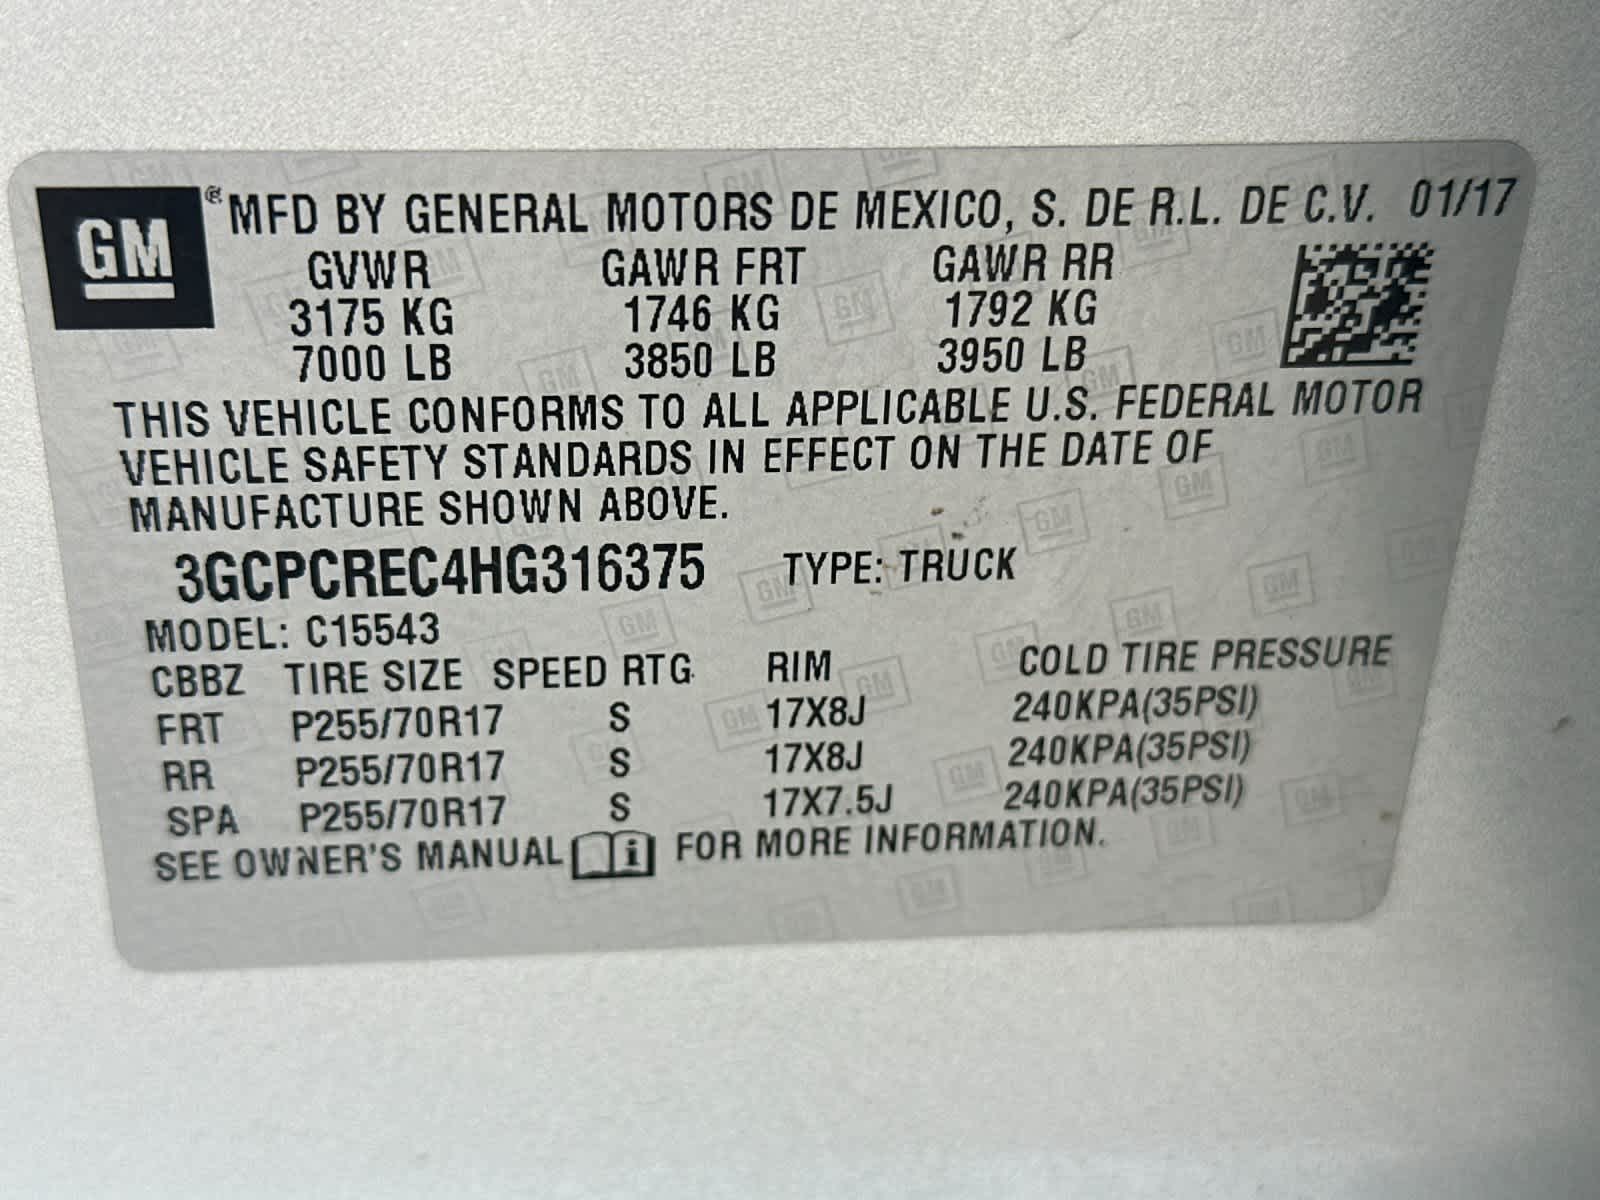 GM ® MFD BY GENERAL MOTORS DE MEXICO, S. DE R.L. DE C.V. 01/17
GVWR GAWR FRT GAWR RR
3175 KG 1746 KG 1792 KG
7000 LB 3850 LB 3950 LB
THIS VEHICLE CONFORMS TO ALL APPLICABLE U.S. FEDERAL MOTOR
VEHICLE SAFETY STANDARDS IN EFFECT ON THE DATE OF
MANUFACTURE SHOWN ABOVE.
3GCPCREC4HG316375 TYPE: TRUCK
MODEL: C15543
CBBZ TIRE SIZE SPEED RTG RIM COLD TIRE PRESSURE
FRT P255/70R17 S 17X8J 240KPA(35PSI)
RR P255/70R17 S 17X8J 240KPA(35PSI)
SPA P255/70R17 S 17X7.5J 240KPA(35PSI)
SEE OWNER'S MANUAL i FOR MORE INFORMATION.